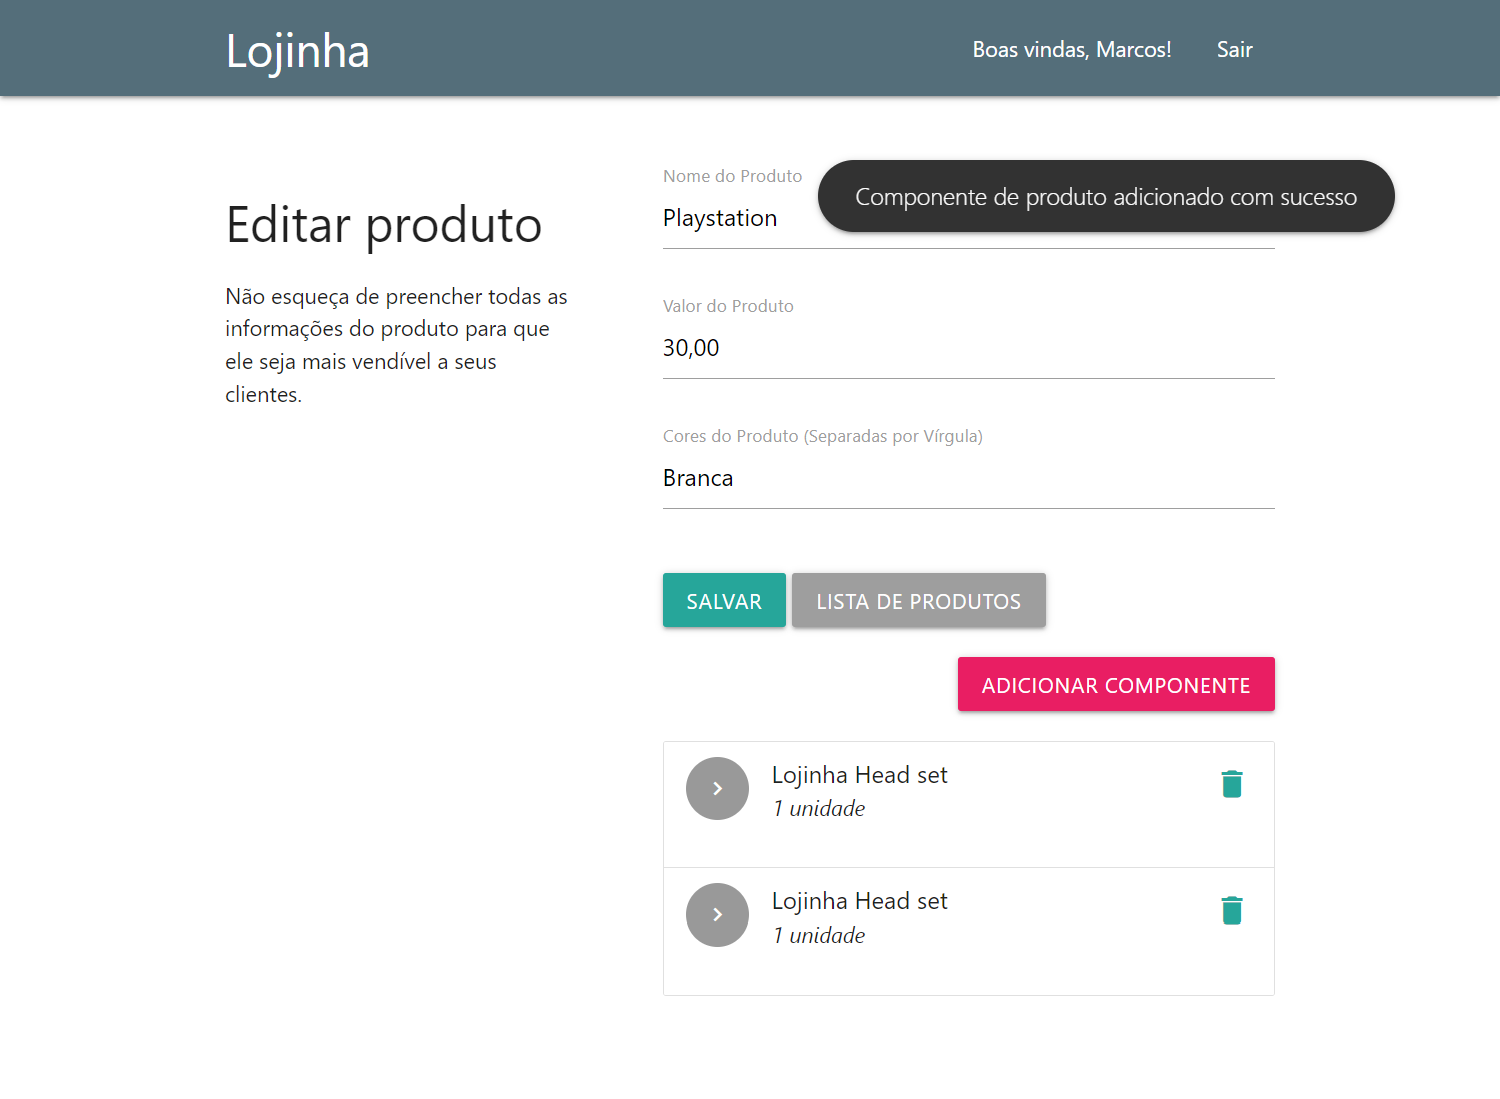 Lojinha
Boas vindas, Marcos!
Sair
Editar produto
Não esqueça de preencher todas as
informações do produto para que
ele seja mais vendível a seus
clientes.
Nome do Produto
Componente de produto adicionado com sucesso
Playstation
Valor do Produto
30,00
Cores do Produto (Separadas por Vírgula)
Branca
SALVAR
LISTA DE PRODUTOS
ADICIONAR COMPONENTE
Lojinha Head set
1 unidade
Lojinha Head set
1 unidade